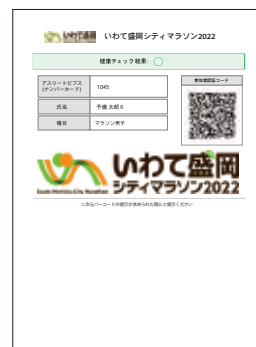 いわて盛岡シティマラソン2022
健康チェック結果: ○
参加者認証コード
アスリートビブス
(ナンバーカード)
1045
氏名
予備 太郎6
種目
マラソン男子
いわて盛岡
シティマラソン2022
Iwate Morioka City Marathon
二次元バーコードの提示が求められた際にご提示ください